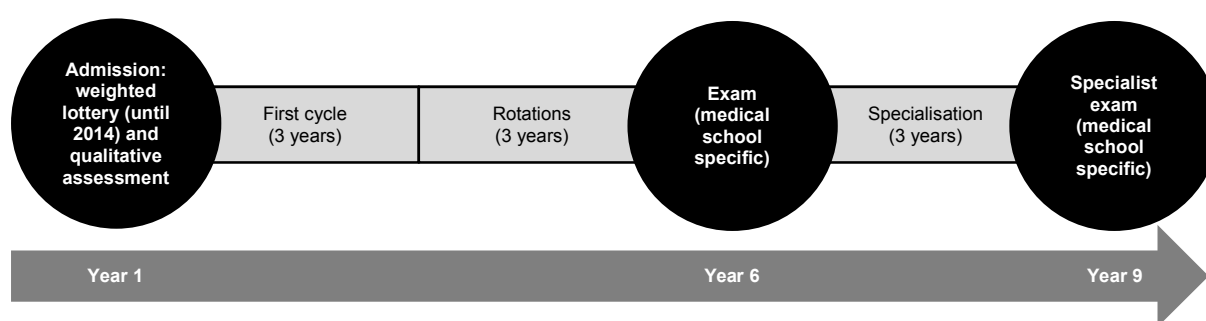 Admission:
weighted
lottery (until
2014) and
qualitative
assessment
First cycle
(3 years)
Rotations
(3 years)
Exam
(medical
school
specific)
Specialisation
(3 years)
Specialist
exam
(medical
school
specific)
Year 1
Year 6
Year 9